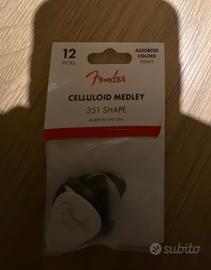 12
PICKS
ASSORTED
COLORS
HEAVY
Fender
CELLULOID MEDLEY
351 SHAPE
MADE IN THE USA
subito